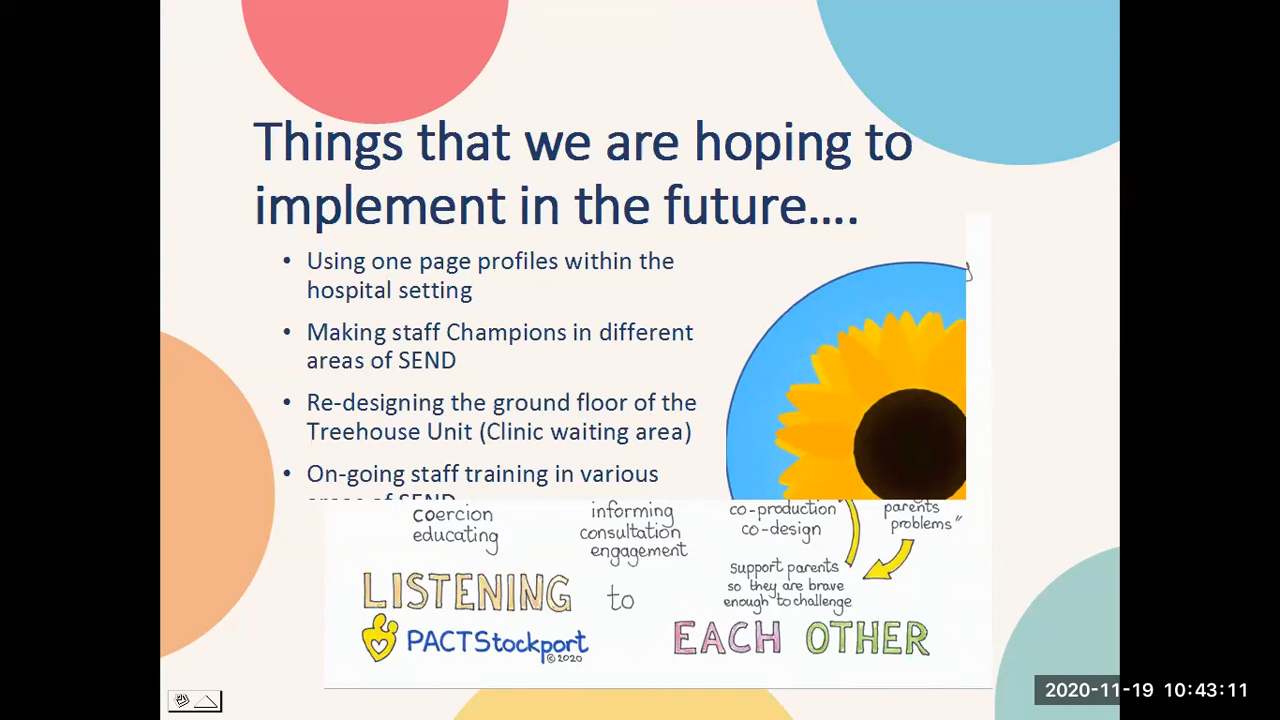 Things that we are hoping to
implement in the future....
• Using one page profiles within the
hospital setting
• Making staff Champions in different
areas of SEND
• Re-designing the ground floor of the
Treehouse Unit (Clinic waiting area)
• On-going staff training in various
areas of SEND
coercion
educating
informing
consultation
engagement
co-production
co-design
parents
problems"
support parents
so they are brave
enough to challenge
LISTENING to
EACH OTHER
PACTStockport
©2020
2020-11-19 10:43:11